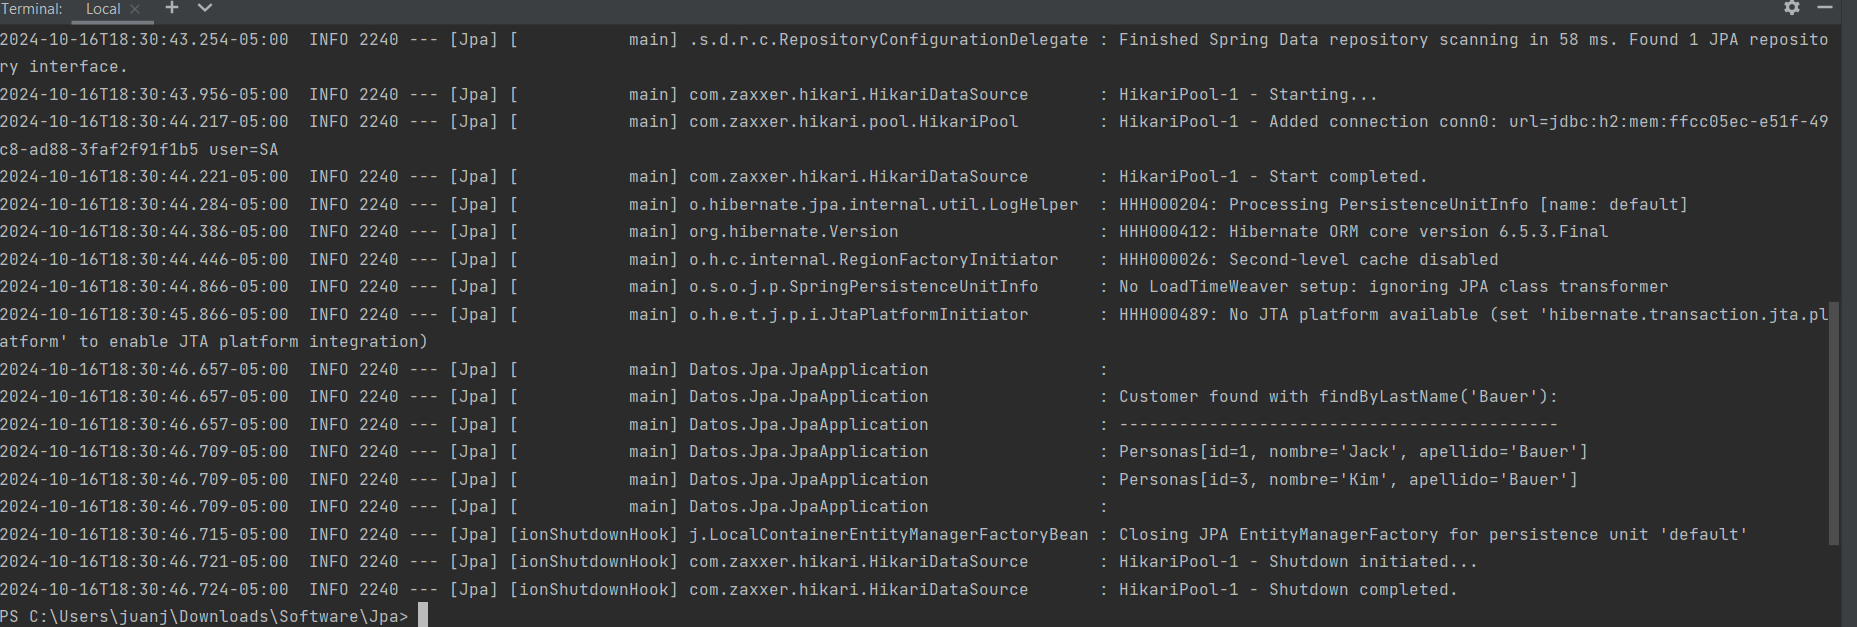 Terminal: Local × +
2024-10-16T18:30:43.254-05:00  INFO 2240 --- [Jpa] [           main] .s.d.r.c.RepositoryConfigurationDelegate : Finished Spring Data repository scanning in 58 ms. Found 1 JPA reposito
ry interface.
2024-10-16T18:30:43.956-05:00  INFO 2240 --- [Jpa] [           main] com.zaxxer.hikari.HikariDataSource       : HikariPool-1 - Starting...
2024-10-16T18:30:44.217-05:00  INFO 2240 --- [Jpa] [           main] com.zaxxer.hikari.pool.HikariPool        : HikariPool-1 - Added connection conn0: url=jdbc:h2:mem:ffcc05ec-e51f-49
c8-ad88-3faf2f91f1b5 user=SA
2024-10-16T18:30:44.221-05:00  INFO 2240 --- [Jpa] [           main] com.zaxxer.hikari.HikariDataSource       : HikariPool-1 - Start completed.
2024-10-16T18:30:44.284-05:00  INFO 2240 --- [Jpa] [           main] o.hibernate.jpa.internal.util.LogHelper  : HHH000204: Processing PersistenceUnitInfo [name: default]
2024-10-16T18:30:44.386-05:00  INFO 2240 --- [Jpa] [           main] org.hibernate.Version                    : HHH000412: Hibernate ORM core version 6.5.3.Final
2024-10-16T18:30:44.446-05:00  INFO 2240 --- [Jpa] [           main] o.h.c.internal.RegionFactoryInitiator    : HHH000026: Second-level cache disabled
2024-10-16T18:30:44.866-05:00  INFO 2240 --- [Jpa] [           main] o.s.o.j.p.SpringPersistenceUnitInfo      : No LoadTimeWeaver setup: ignoring JPA class transformer
2024-10-16T18:30:45.866-05:00  INFO 2240 --- [Jpa] [           main] o.h.e.t.j.p.i.JtaPlatformInitiator       : HHH000489: No JTA platform available (set 'hibernate.transaction.jta.pl
atform' to enable JTA platform integration)
2024-10-16T18:30:46.657-05:00  INFO 2240 --- [Jpa] [           main] Datos.Jpa.JpaApplication                 :
2024-10-16T18:30:46.657-05:00  INFO 2240 --- [Jpa] [           main] Datos.Jpa.JpaApplication                 : Customer found with findByLastName('Bauer'):
2024-10-16T18:30:46.657-05:00  INFO 2240 --- [Jpa] [           main] Datos.Jpa.JpaApplication                 : --------------------------------------------
2024-10-16T18:30:46.709-05:00  INFO 2240 --- [Jpa] [           main] Datos.Jpa.JpaApplication                 : Personas[id=1, nombre='Jack', apellido='Bauer']
2024-10-16T18:30:46.709-05:00  INFO 2240 --- [Jpa] [           main] Datos.Jpa.JpaApplication                 : Personas[id=3, nombre='Kim', apellido='Bauer']
2024-10-16T18:30:46.709-05:00  INFO 2240 --- [Jpa] [           main] Datos.Jpa.JpaApplication                 :
2024-10-16T18:30:46.715-05:00  INFO 2240 --- [Jpa] [ionShutdownHook] j.LocalContainerEntityManagerFactoryBean : Closing JPA EntityManagerFactory for persistence unit 'default'
2024-10-16T18:30:46.721-05:00  INFO 2240 --- [Jpa] [ionShutdownHook] com.zaxxer.hikari.HikariDataSource       : HikariPool-1 - Shutdown initiated...
2024-10-16T18:30:46.724-05:00  INFO 2240 --- [Jpa] [ionShutdownHook] com.zaxxer.hikari.HikariDataSource       : HikariPool-1 - Shutdown completed.
PS C:\Users\juanj\Downloads\Software\Jpa>